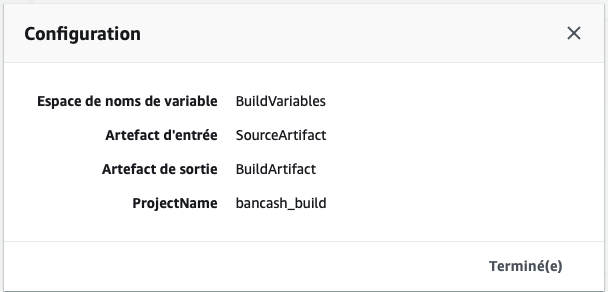 Configuration
Espace de noms de variable BuildVariables
Artefact d'entrée SourceArtifact
Artefact de sortie BuildArtifact
ProjectName bancash_build
Terminé(e)